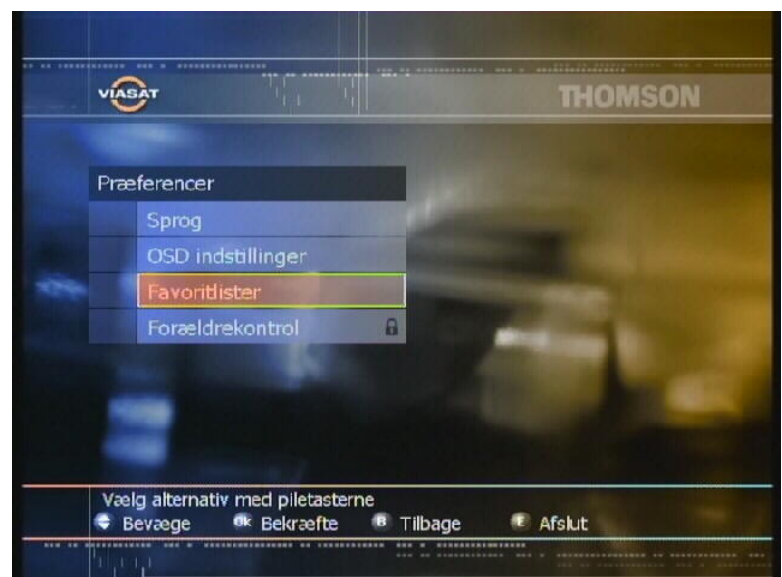 VIASAT
THOMSON
Præferencer
Sprog
OSD indstillinger
Favoritlister
Forældrekontrol
Vælg alternativ med piletasterne
Bevæge Ok Bekræfte B Tilbage E Afslut